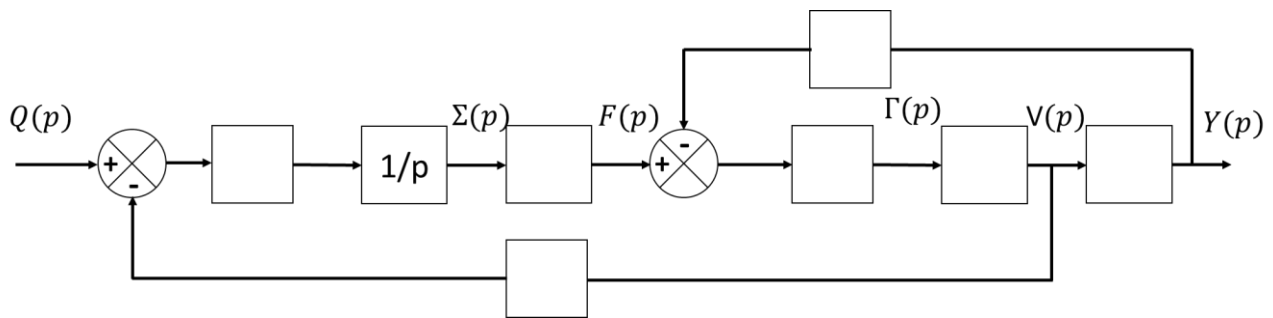 Q(p)
+
-
1/p
Σ(p)
F(p)
+
-
Γ(p)
V(p)
Y(p)